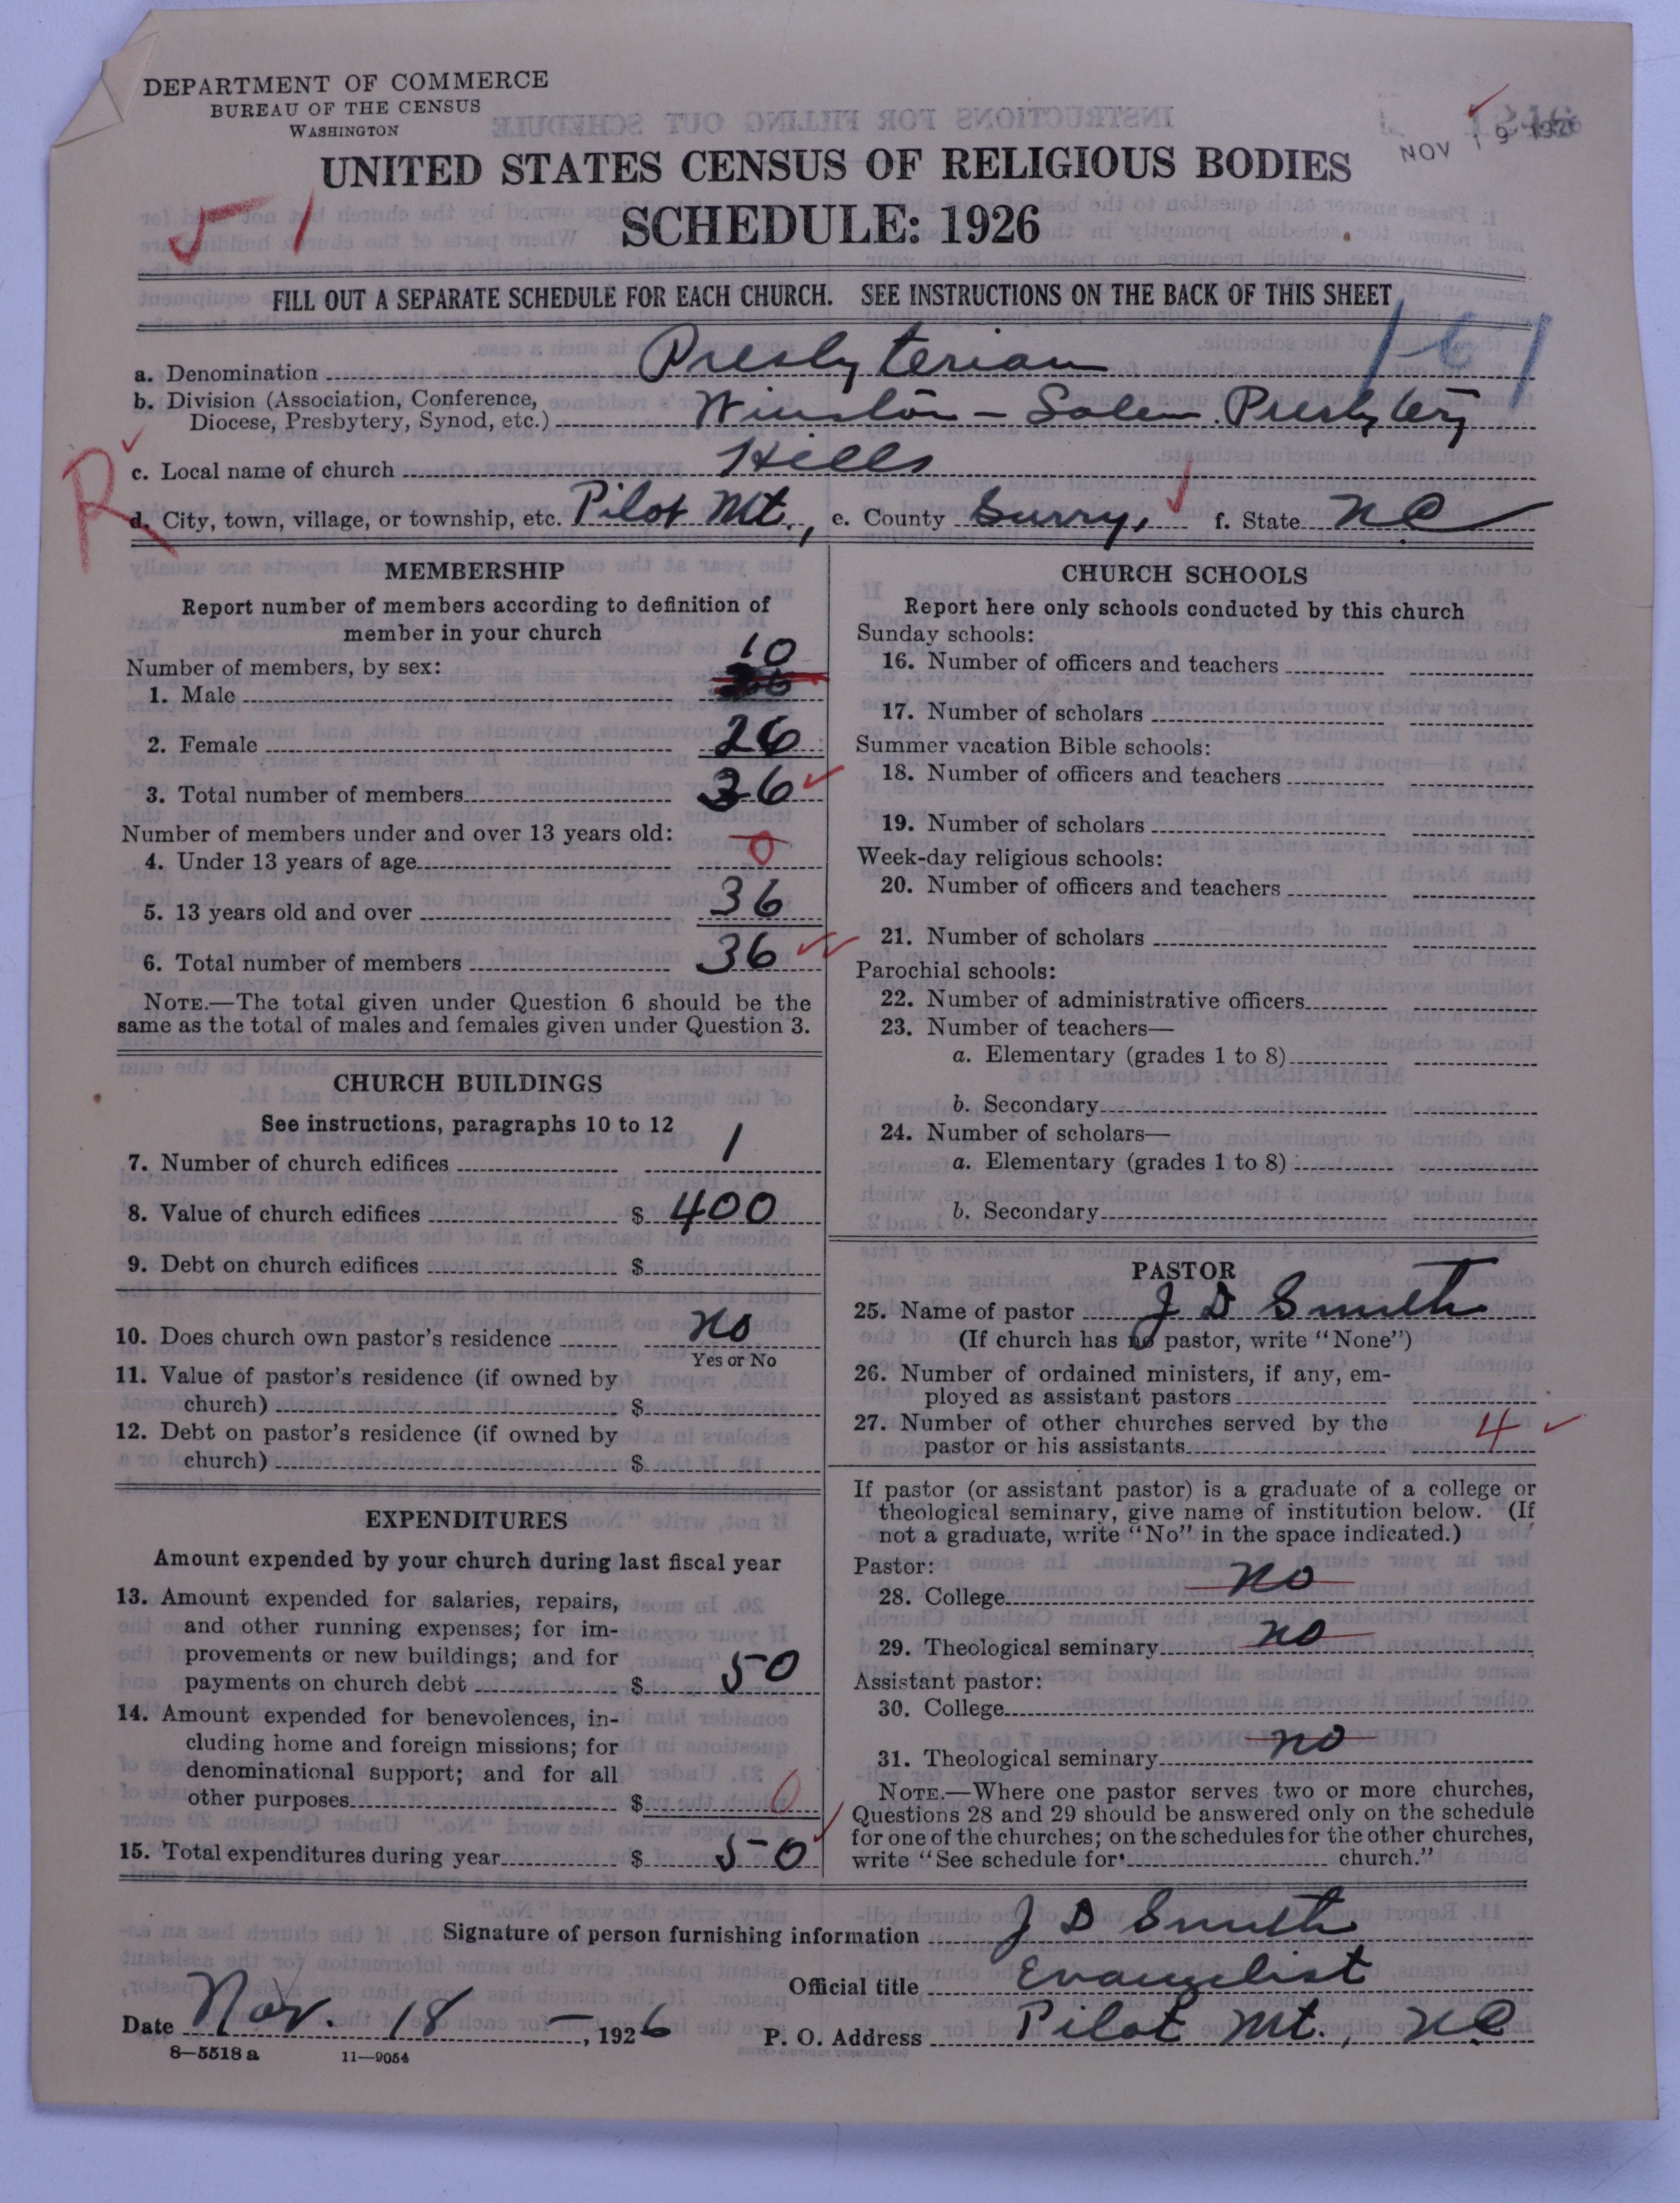 DEPARTMENT OF COMMERCE
BUREAU OF THE CENSUS
WASHINGTON
NOV 19 1926
UNITED STATES CENSUS OF RELIGIOUS BODIES
SCHEDULE: 1926
51
FILL OUT A SEPARATE SCHEDULE FOR EACH CHURCH. SEE INSTRUCTIONS ON THE BACK OF THIS SHEET
a. Denomination Presbyterian
b. Division (Association, Conference,
Diocese, Presbytery, Synod, etc.) Winston-Salem Presbytery
R
c. Local name of church Hills
d. City, town, village, or township, etc. Pilot Mt., e. County Surry, f. State NC
MEMBERSHIP
Report number of members according to definition of
member in your church
Number of members, by sex:
1. Male 10
2. Female 26
3. Total number of members 36
Number of members under and over 13 years old:
4. Under 13 years of age 0
5. 13 years old and over 36
6. Total number of members 36
NOTE.—The total given under Question 6 should be the
same as the total of males and females given under Question 3.
CHURCH BUILDINGS
See instructions, paragraphs 10 to 12
7. Number of church edifices 1
8. Value of church edifices $ 400
9. Debt on church edifices $
10. Does church own pastor's residence No
Yes or No
11. Value of pastor's residence (if owned by
church) $
12. Debt on pastor's residence (if owned by
church) $
EXPENDITURES
Amount expended by your church during last fiscal year
13. Amount expended for salaries, repairs,
and other running expenses; for im-
provements or new buildings; and for
payments on church debt $ 50
14. Amount expended for benevolences, in-
cluding home and foreign missions; for
denominational support; and for all
other purposes $ 0
15. Total expenditures during year $ 50
CHURCH SCHOOLS
Report here only schools conducted by this church
Sunday schools:
16. Number of officers and teachers
17. Number of scholars
Summer vacation Bible schools:
18. Number of officers and teachers
19. Number of scholars
Week-day religious schools:
20. Number of officers and teachers
21. Number of scholars
Parochial schools:
22. Number of administrative officers
23. Number of teachers—
a. Elementary (grades 1 to 8)
b. Secondary
24. Number of scholars—
a. Elementary (grades 1 to 8)
b. Secondary
PASTOR
25. Name of pastor J D Smith
(If church has no pastor, write "None")
26. Number of ordained ministers, if any, em-
ployed as assistant pastors
27. Number of other churches served by the
pastor or his assistants 4
If pastor (or assistant pastor) is a graduate of a college or
theological seminary, give name of institution below. (If
not a graduate, write "No" in the space indicated.)
Pastor:
28. College no
29. Theological seminary no
Assistant pastor:
30. College
31. Theological seminary no
NOTE.—Where one pastor serves two or more churches,
Questions 28 and 29 should be answered only on the schedule
for one of the churches; on the schedules for the other churches,
write "See schedule for church."
Signature of person furnishing information J D Smith
Official title Evangelist
Date Nov. 18, 1926
P. O. Address Pilot Mt., NC
8—5518 a 11—9054